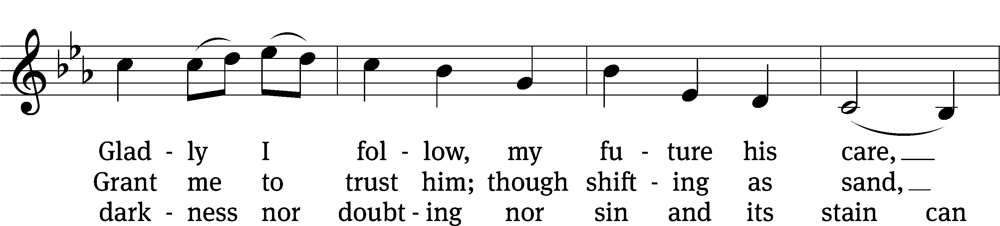 Glad - ly I fol - low, my fu - ture his care,
Grant me to trust him; though shift - ing as sand,
dark - ness nor doubt - ing nor sin and its stain can